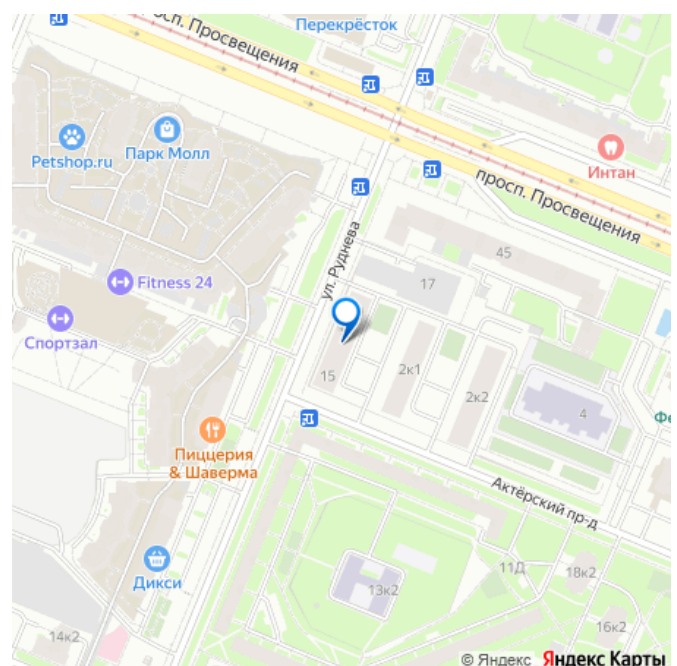 Перекрёсток
просп. Просвещения
Petshop.ru
Парк Молл
Интан
просп. Просвещения
ул. Руднева
45
17
Fitness 24
Спортзал
15
2к1
2к2
4
Фе
Пиццерия
& Шаверма
Актёрский пр-д
Дикси
11Д
18к2
13к2
16к2
14к2
© Яндекс Яндекс Карты